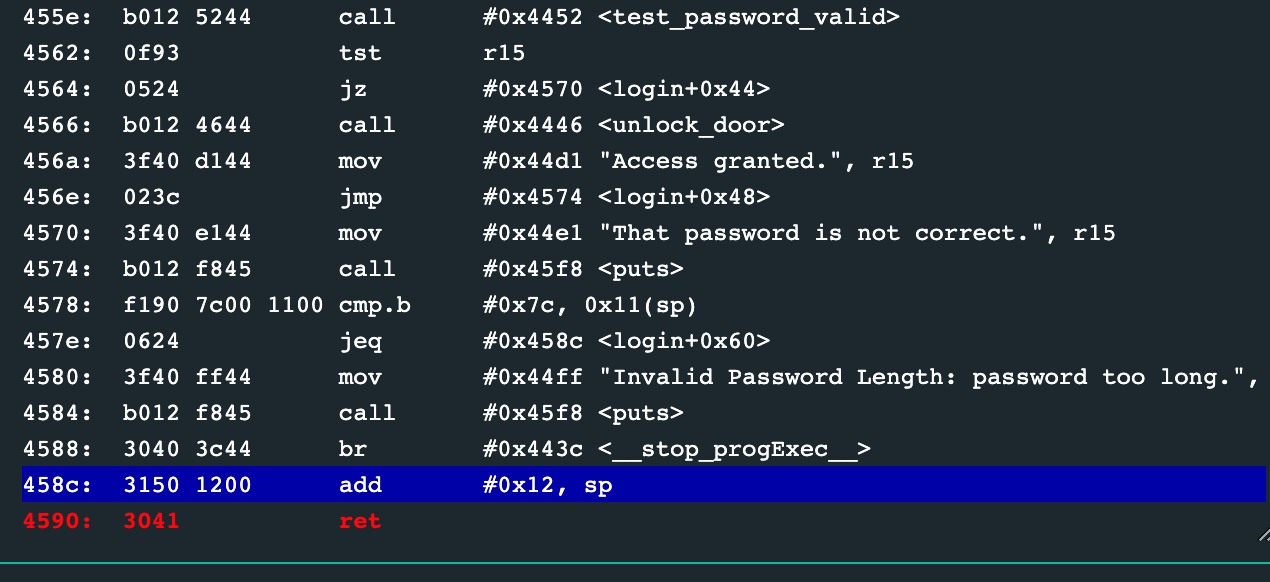 455e: b012 5244 call #0x4452 <test_password_valid>
4562: 0f93 tst r15
4564: 0524 jz #0x4570 <login+0x44>
4566: b012 4644 call #0x4446 <unlock_door>
456a: 3f40 d144 mov #0x44d1 "Access granted.", r15
456e: 023c jmp #0x4574 <login+0x48>
4570: 3f40 e144 mov #0x44e1 "That password is not correct.", r15
4574: b012 f845 call #0x45f8 <puts>
4578: f190 7c00 1100 cmp.b #0x7c, 0x11(sp)
457e: 0624 jeq #0x458c <login+0x60>
4580: 3f40 ff44 mov #0x44ff "Invalid Password Length: password too long.",
4584: b012 f845 call #0x45f8 <puts>
4588: 3040 3c44 br #0x443c <__stop_progExec__>
458c: 3150 1200 add #0x12, sp
4590: 3041 ret